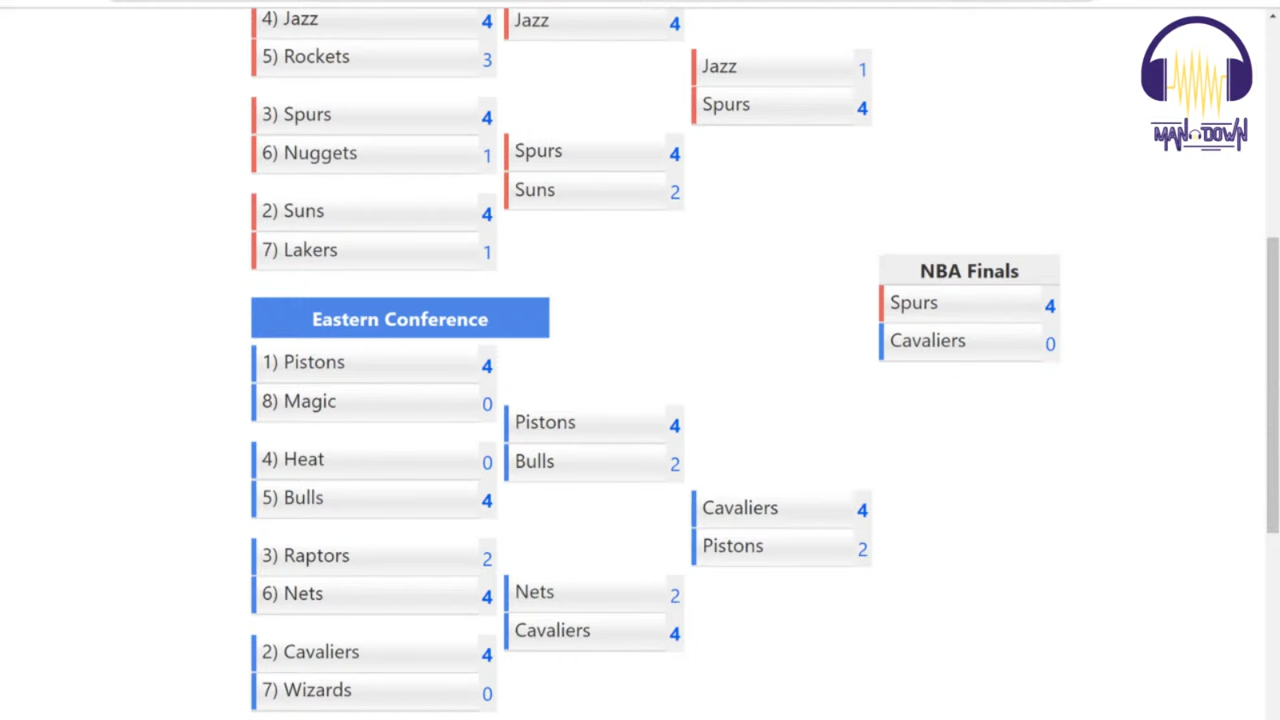 4) Jazz 4
5) Rockets 3
3) Spurs 4
6) Nuggets 1
2) Suns 4
7) Lakers 1
Jazz 4
Spurs 4
Suns 2
Jazz 1
Spurs 4
MAN DOWN
NBA Finals
Spurs 4
Cavaliers 0
Eastern Conference
1) Pistons 4
8) Magic 0
4) Heat 0
5) Bulls 4
3) Raptors 2
6) Nets 4
2) Cavaliers 4
7) Wizards 0
Pistons 4
Bulls 2
Nets 2
Cavaliers 4
Cavaliers 4
Pistons 2